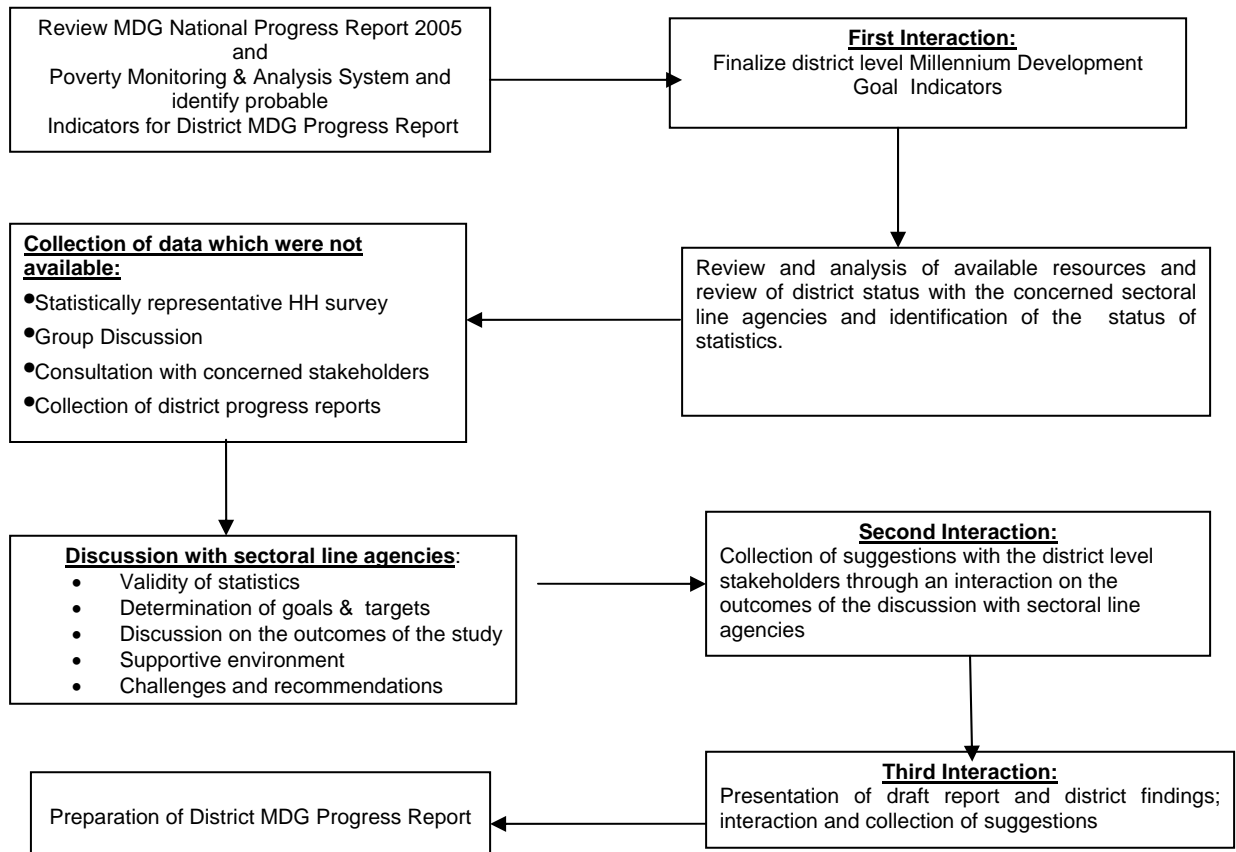 Review MDG National Progress Report 2005
and
Poverty Monitoring & Analysis System and
identify probable
Indicators for District MDG Progress Report
First Interaction:
Finalize district level Millennium Development
Goal Indicators
Review and analysis of available resources and
review of district status with the concerned sectoral
line agencies and identification of the status of
statistics.
Collection of data which were not
available:
•Statistically representative HH survey
•Group Discussion
•Consultation with concerned stakeholders
•Collection of district progress reports
Discussion with sectoral line agencies:
• Validity of statistics
• Determination of goals & targets
• Discussion on the outcomes of the study
• Supportive environment
• Challenges and recommendations
Second Interaction:
Collection of suggestions with the district level
stakeholders through an interaction on the
outcomes of the discussion with sectoral line
agencies
Third Interaction:
Presentation of draft report and district findings;
interaction and collection of suggestions
Preparation of District MDG Progress Report